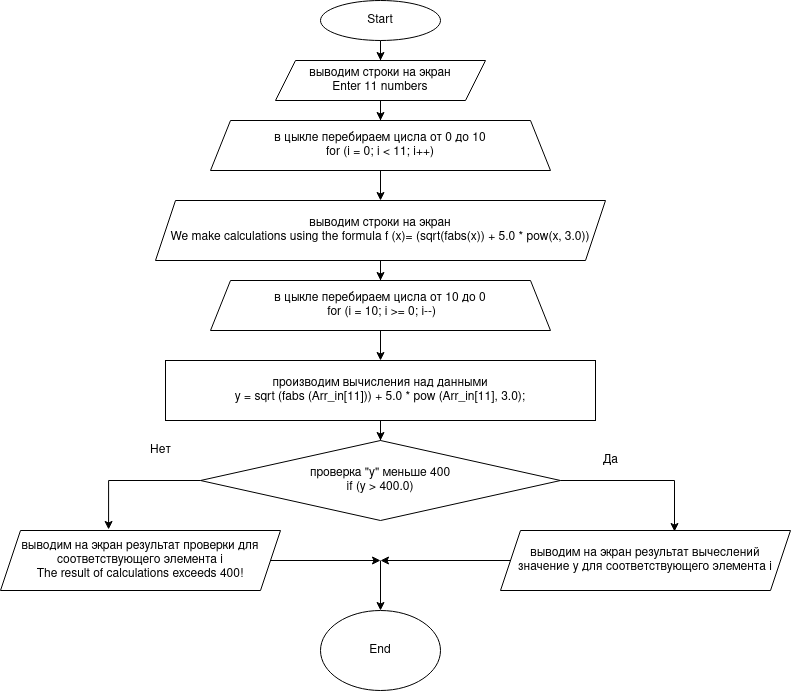 Start
выводим строки на экран
Enter 11 numbers
в цыкле перебираем цисла от 0 до 10
for (i = 0; i < 11; i++)
выводим строки на экран
We make calculations using the formula f (x)= (sqrt(fabs(x)) + 5.0 * pow(x, 3.0))
в цыкле перебираем цисла от 10 до 0
for (i = 10; i >= 0; i--)
производим вычисления над данными
y = sqrt (fabs (Arr_in[11])) + 5.0 * pow (Arr_in[11], 3.0);
Нет
Да
проверка "y" меньше 400
if (y > 400.0)
выводим на экран результат проверки для
соответствующего элемента i
The result of calculations exceeds 400!
выводим на экран результат вычеслений
значение y для соответствующего элемента i
End